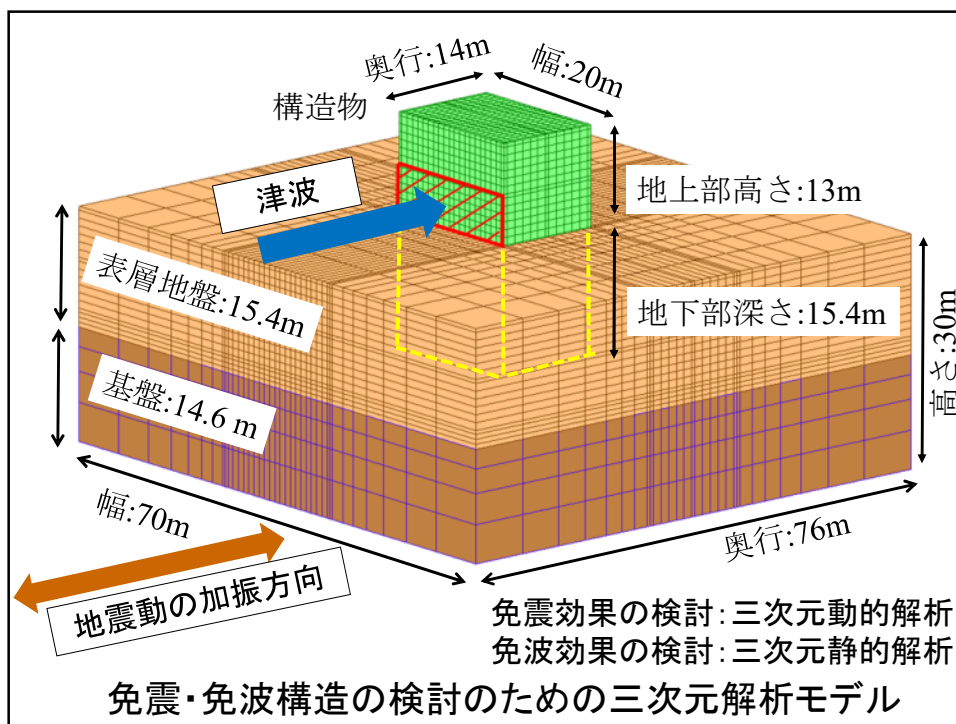 奥行:14m
幅:20m
構造物
津波
地上部高さ:13m
表層地盤:15.4m
地下部深さ:15.4m
高さ:30m
基盤:14.6 m
幅:70m
奥行:76m
地震動の加振方向
免震効果の検討:三次元動的解析
免波効果の検討:三次元静的解析
免震・免波構造の検討のための三次元解析モデル